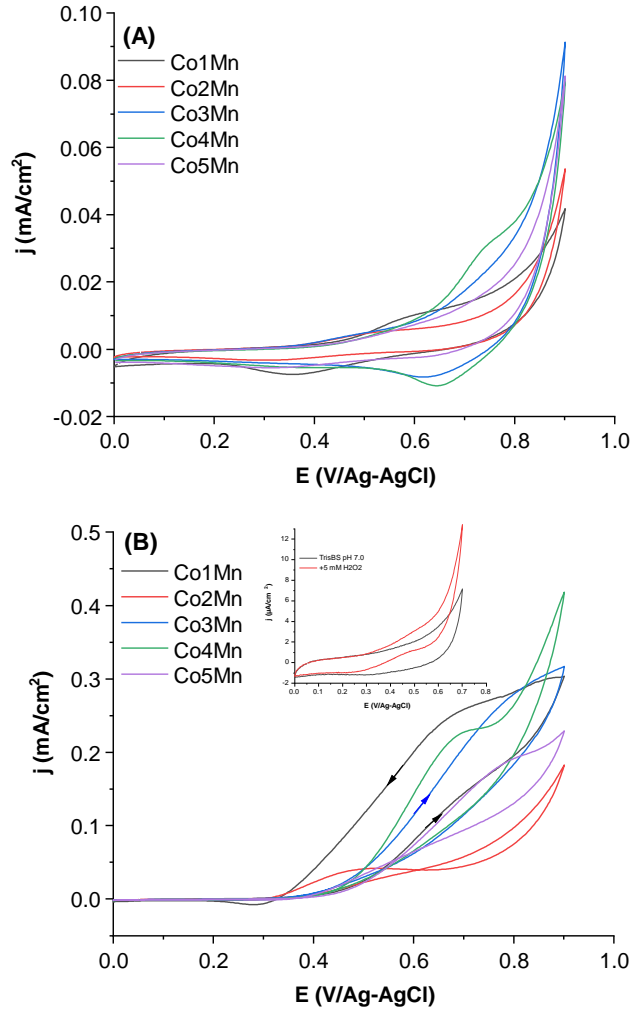 (A)
Co1Mn
Co2Mn
Co3Mn
Co4Mn
Co5Mn
0.10
0.08
0.06
0.04
0.02
0.00
-0.02
j (mA/cm²)
0.0 0.2 0.4 0.6 0.8 1.0
E (V/Ag-AgCl)
(B)
Co1Mn
Co2Mn
Co3Mn
Co4Mn
Co5Mn
0.5
0.4
0.3
0.2
0.1
0.0
j (mA/cm²)
TrisBS pH 7.0
+5 mM H2O2
12
10
8
6
4
2
0
-2
j (µA/cm⁻²)
0.0 0.1 0.2 0.3 0.4 0.5 0.6 0.7 0.8
E (V/Ag-AgCl)
0.0 0.2 0.4 0.6 0.8 1.0
E (V/Ag-AgCl)